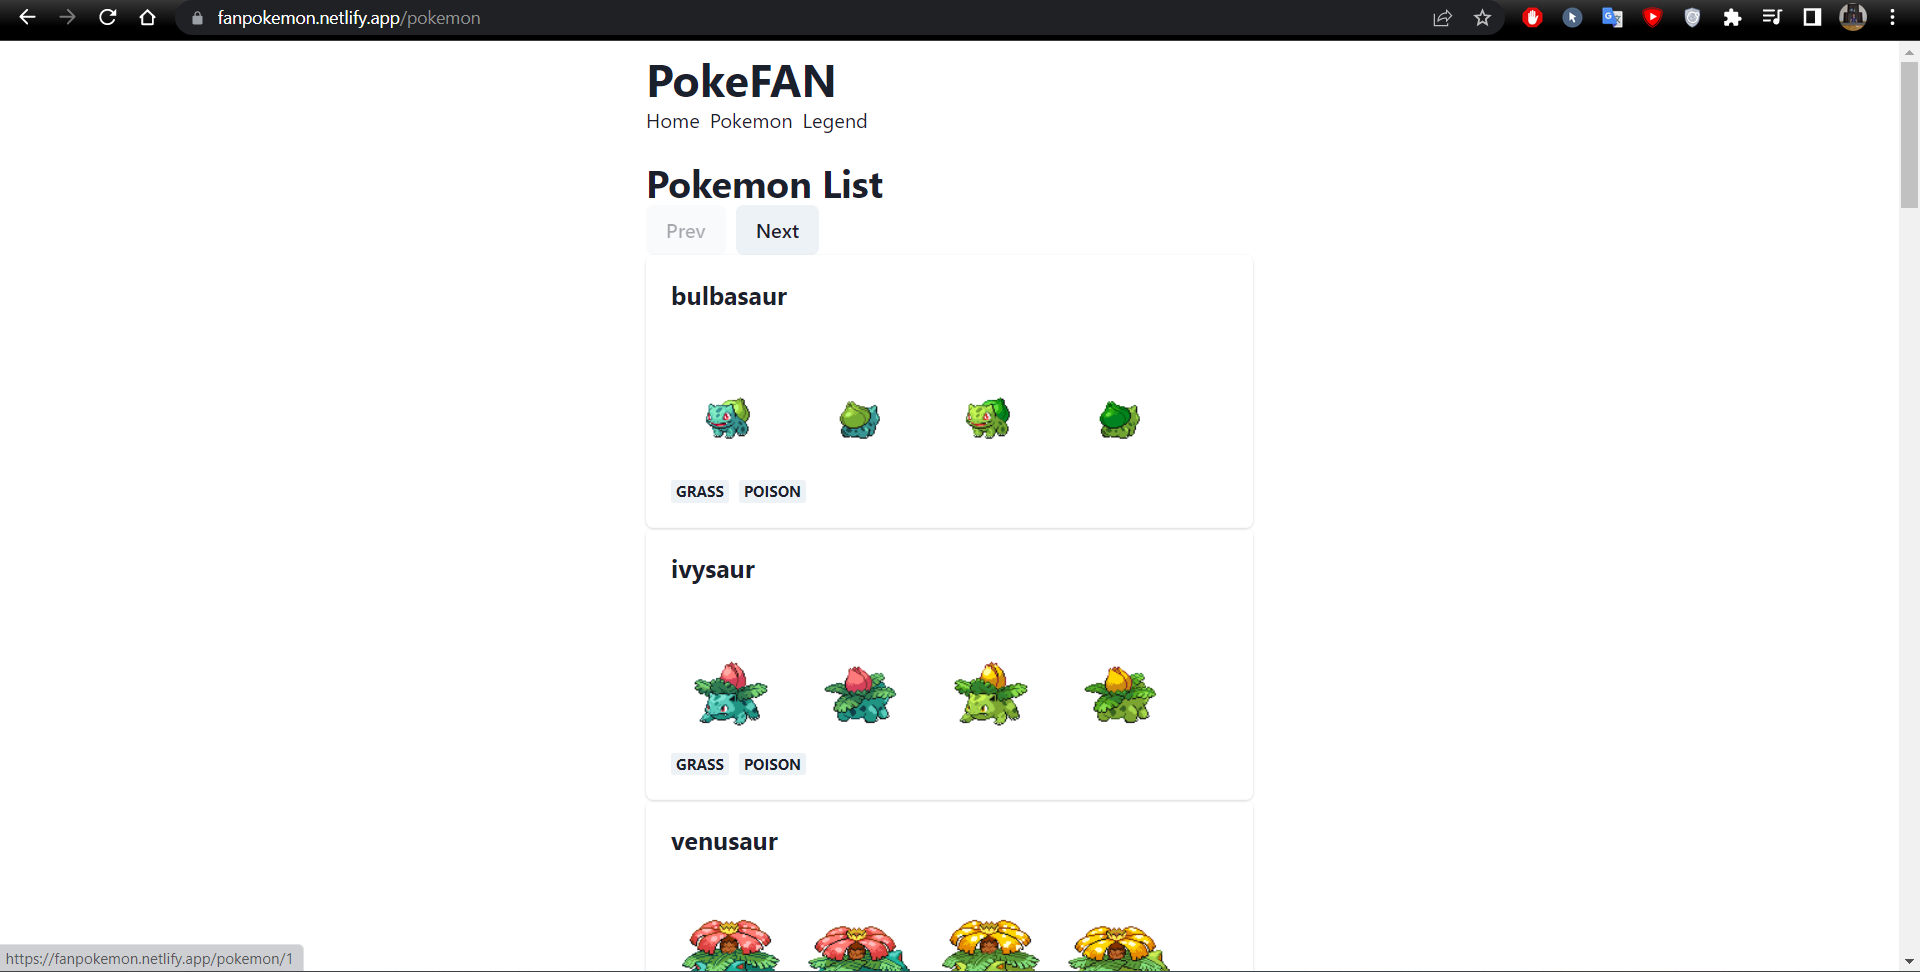 fanpokemon.netlify.app/pokemon
PokeFAN
Home Pokemon Legend
Pokemon List
Prev Next
bulbasaur
GRASS POISON
ivysaur
GRASS POISON
venusaur
https://fanpokemon.netlify.app/pokemon/1